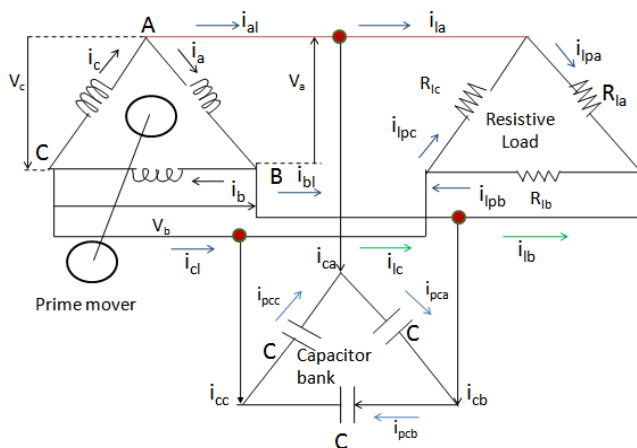 A
i_al
i_la
i_c
i_a
V_c
V_a
R_lc
i_lpa
R_la
Resistive
Load
i_lpc
C
B
i_b
i_bl
i_lpb
R_lb
V_b
i_cl
i_ca
i_lc
i_lb
Prime mover
i_pcc
i_pca
C
C
Capacitor
bank
i_cc
i_cb
i_pcb
C